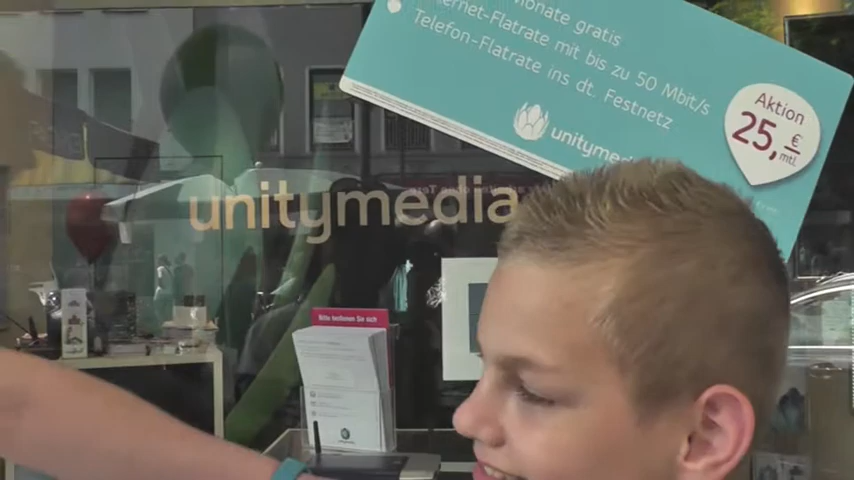 onate gratis
ernet-Flatrate mit bis zu 50 Mbit/s
Telefon-Flatrate ins dt. Festnetz
Aktion
25,- €
mtl.
unitymedia
unitymedia
Bitte bedienen Sie sich